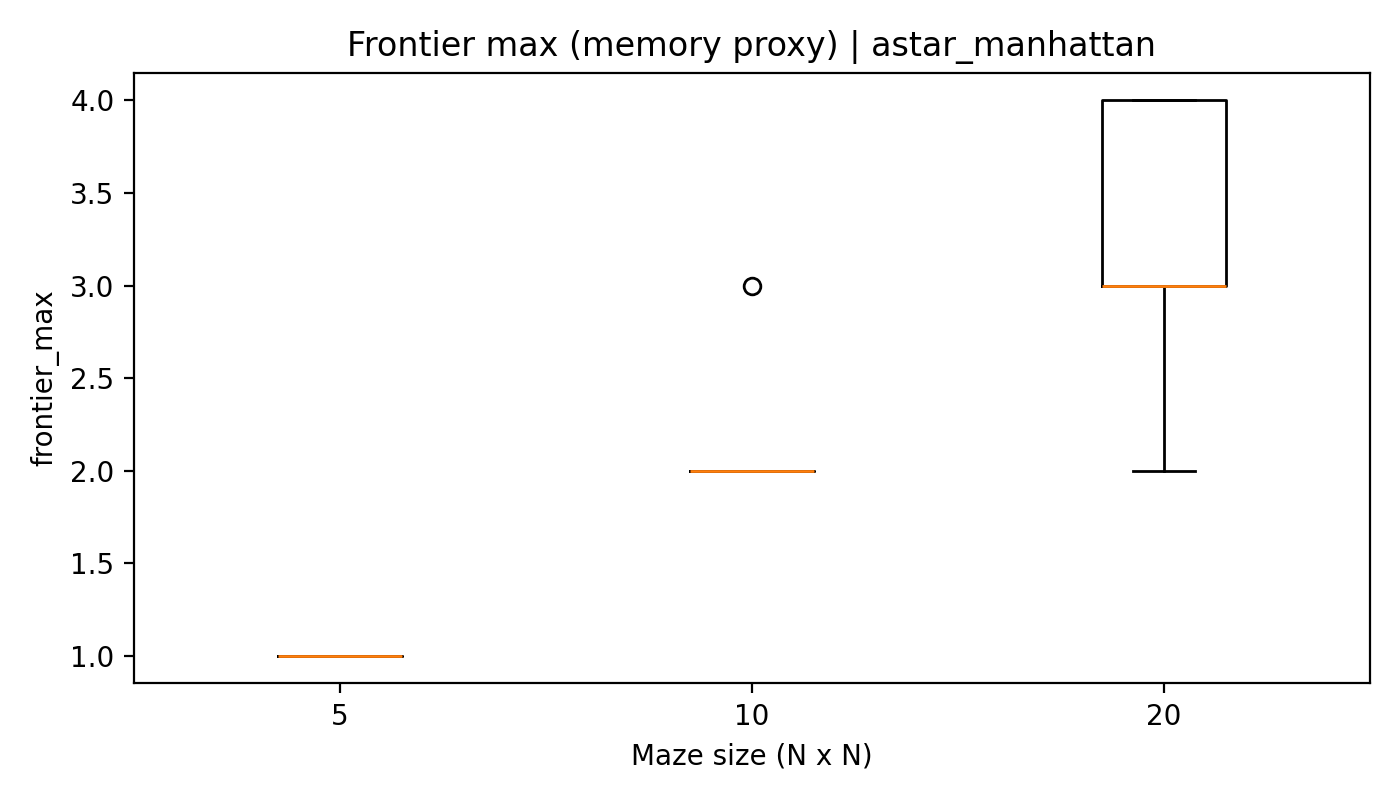 Frontier max (memory proxy) | astar_manhattan
4.0
3.5
3.0
2.5
2.0
1.5
1.0
frontier_max
5 10 20
Maze size (N x N)